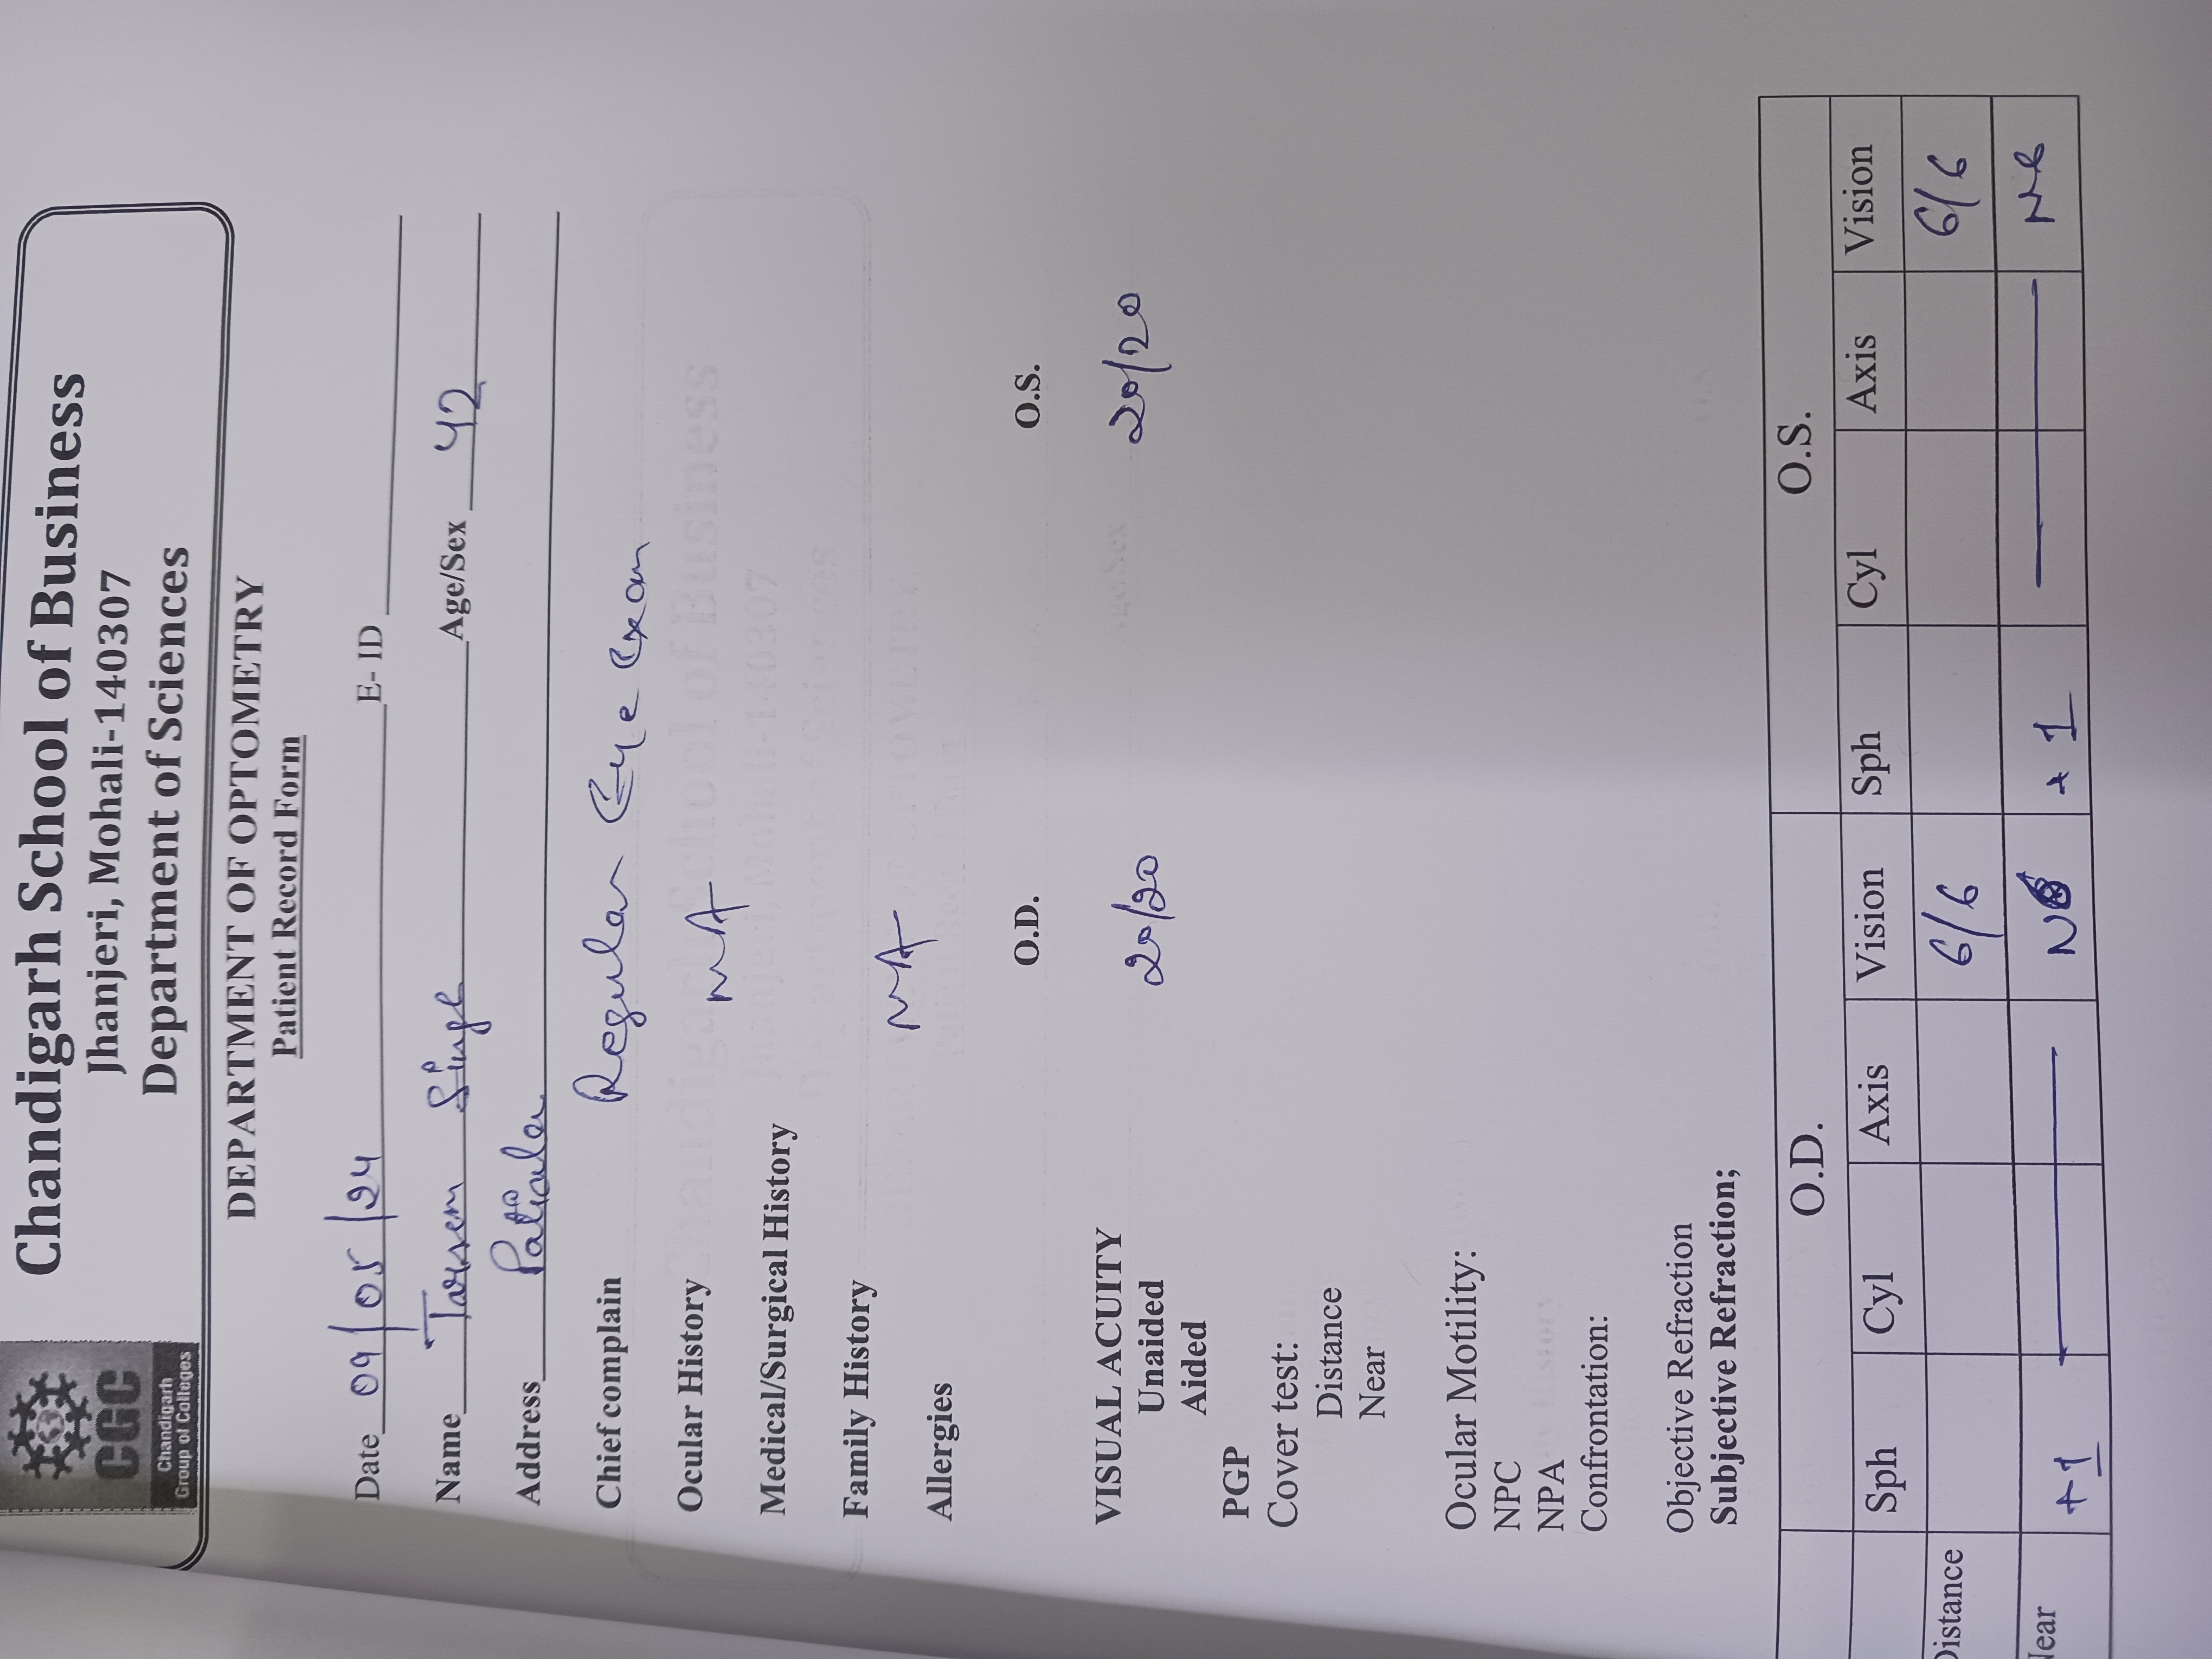 CGC
Chandigarh
Group of Colleges
Chandigarh School of Business
Jhanjeri, Mohali-140307
Department of Sciences
DEPARTMENT OF OPTOMETRY
Patient Record Form
Date 09/05/24 E- ID
Name Tarsem Singh Age/Sex 42
Address Patiala
Chief complain Regular Eye Exam
Ocular History NA
Medical/Surgical History
Family History NA
Allergies
O.D. O.S.
VISUAL ACUITY
Unaided 20/20 20/20
Aided
PGP
Cover test:
Distance
Near
Ocular Motility:
NPC
NPA
Confrontation:
Objective Refraction
Subjective Refraction;
O.D. O.S.
Sph Cyl Axis Vision Sph Cyl Axis Vision
Distance 6/6 6/6
Near +1 — N6 +1 — N6